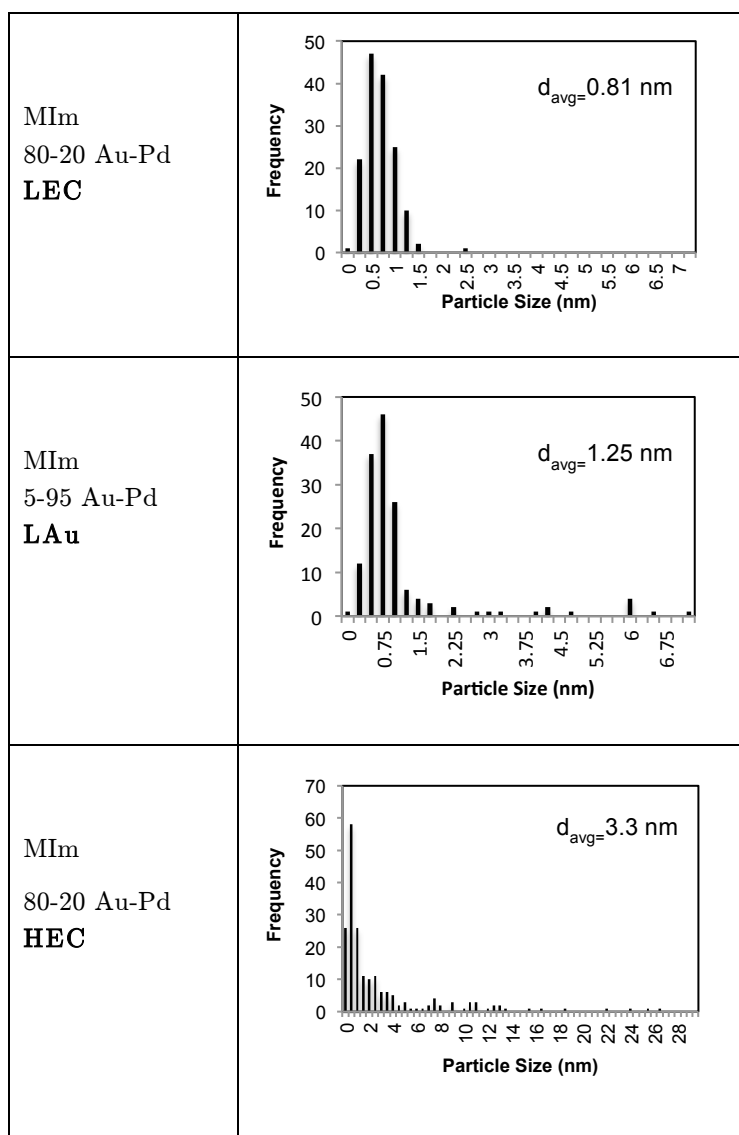 MIm
80-20 Au-Pd
LEC
50
40
30
20
10
0
Frequency
davg=0.81 nm
0 0.5 1 1.5 2 2.5 3 3.5 4 4.5 5 5.5 6 6.5 7
Particle Size (nm)
MIm
5-95 Au-Pd
LAu
50
40
30
20
10
0
Frequency
davg=1.25 nm
0 0.75 1.5 2.25 3 3.75 4.5 5.25 6 6.75
Particle Size (nm)
MIm
80-20 Au-Pd
HEC
70
60
50
40
30
20
10
0
Frequency
davg=3.3 nm
0 2 4 6 8 10 12 14 16 18 20 22 24 26 28
Particle Size (nm)